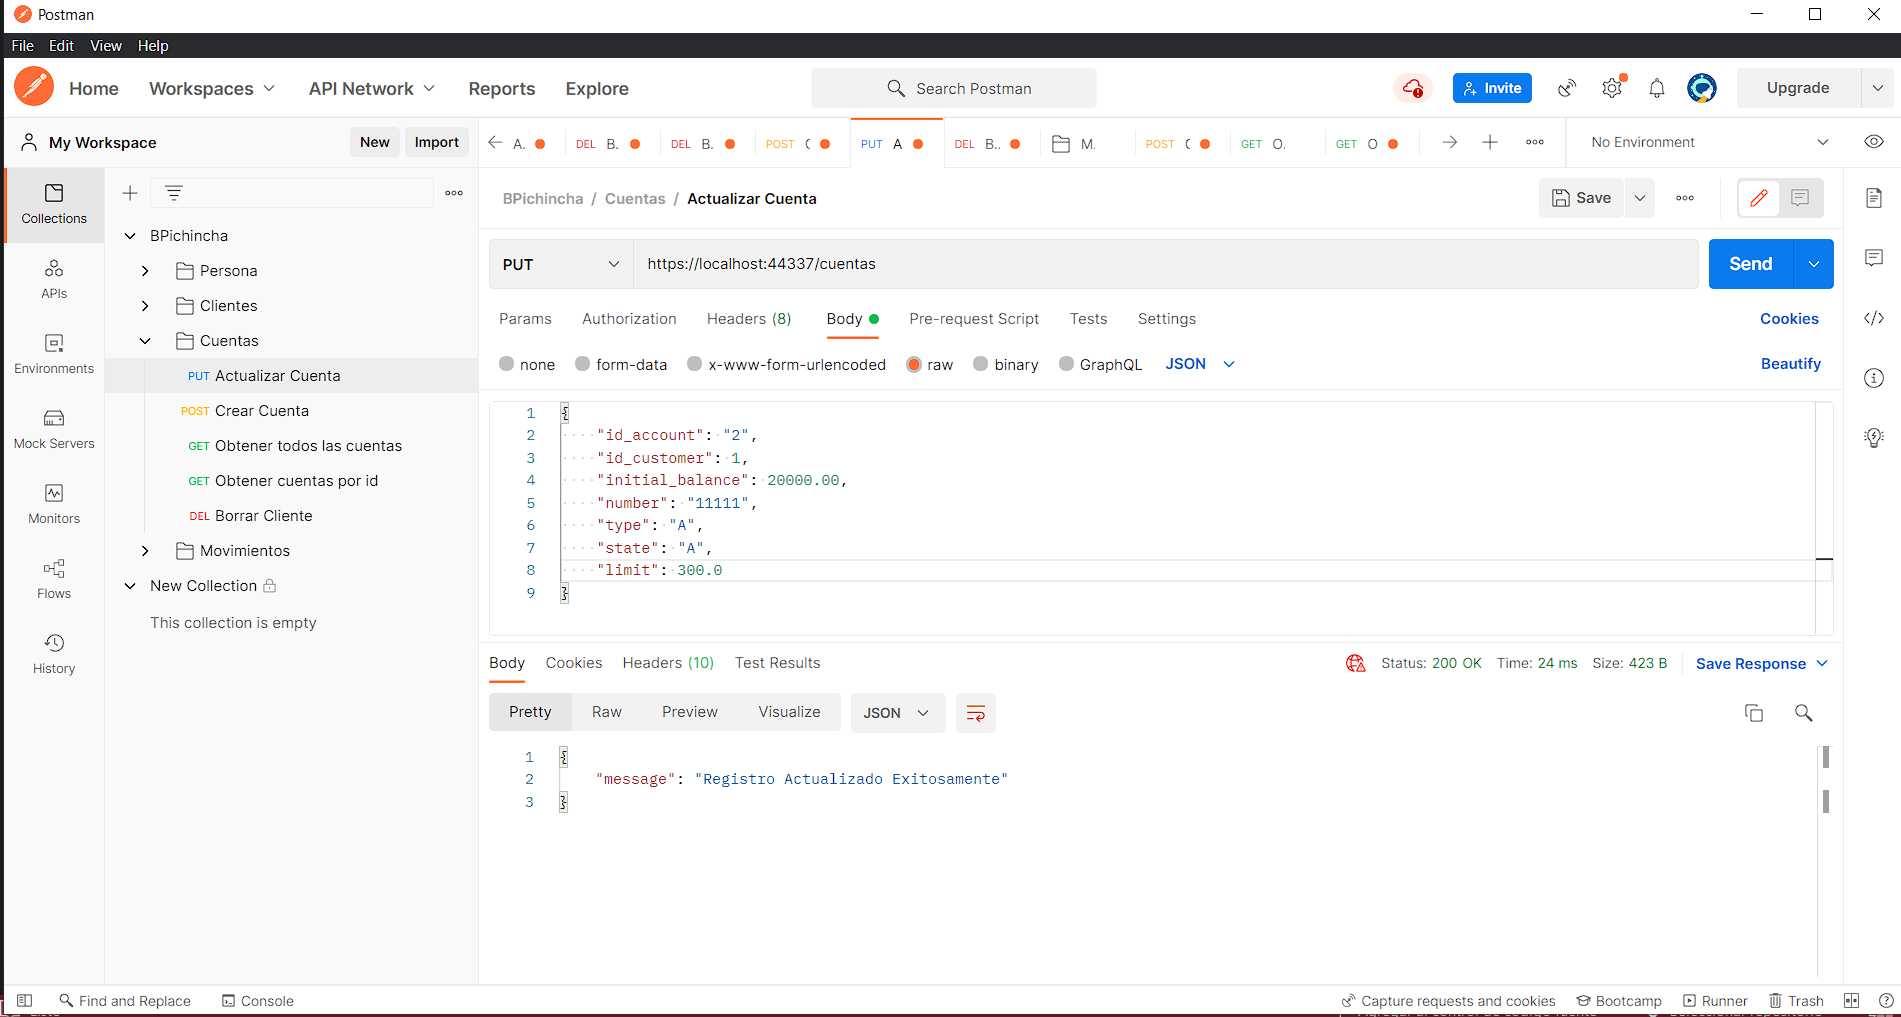 Postman
File Edit View Help
Home Workspaces API Network Reports Explore Search Postman Invite Upgrade
My Workspace New Import
A. DEL B. DEL B. POST PUT A DEL B.. M. POST GET O. GET O No Environment
Collections
APIs
Environments
Mock Servers
Monitors
Flows
History
BPichincha
Persona
Clientes
Cuentas
PUT Actualizar Cuenta
POST Crear Cuenta
GET Obtener todos las cuentas
GET Obtener cuentas por id
DEL Borrar Cliente
Movimientos
New Collection
This collection is empty
BPichincha / Cuentas / Actualizar Cuenta Save
PUT https://localhost:44337/cuentas Send
Params Authorization Headers (8) Body Pre-request Script Tests Settings Cookies
none form-data x-www-form-urlencoded raw binary GraphQL JSON Beautify
1 {
2 "id_account": "2",
3 "id_customer": 1,
4 "initial_balance": 20000.00,
5 "number": "11111",
6 "type": "A",
7 "state": "A",
8 "limit": 300.0
9 }
Body Cookies Headers (10) Test Results Status: 200 OK Time: 24 ms Size: 423 B Save Response
Pretty Raw Preview Visualize JSON
1 {
2 "message": "Registro Actualizado Exitosamente"
3 }
Find and Replace Console Capture requests and cookies Bootcamp Runner Trash